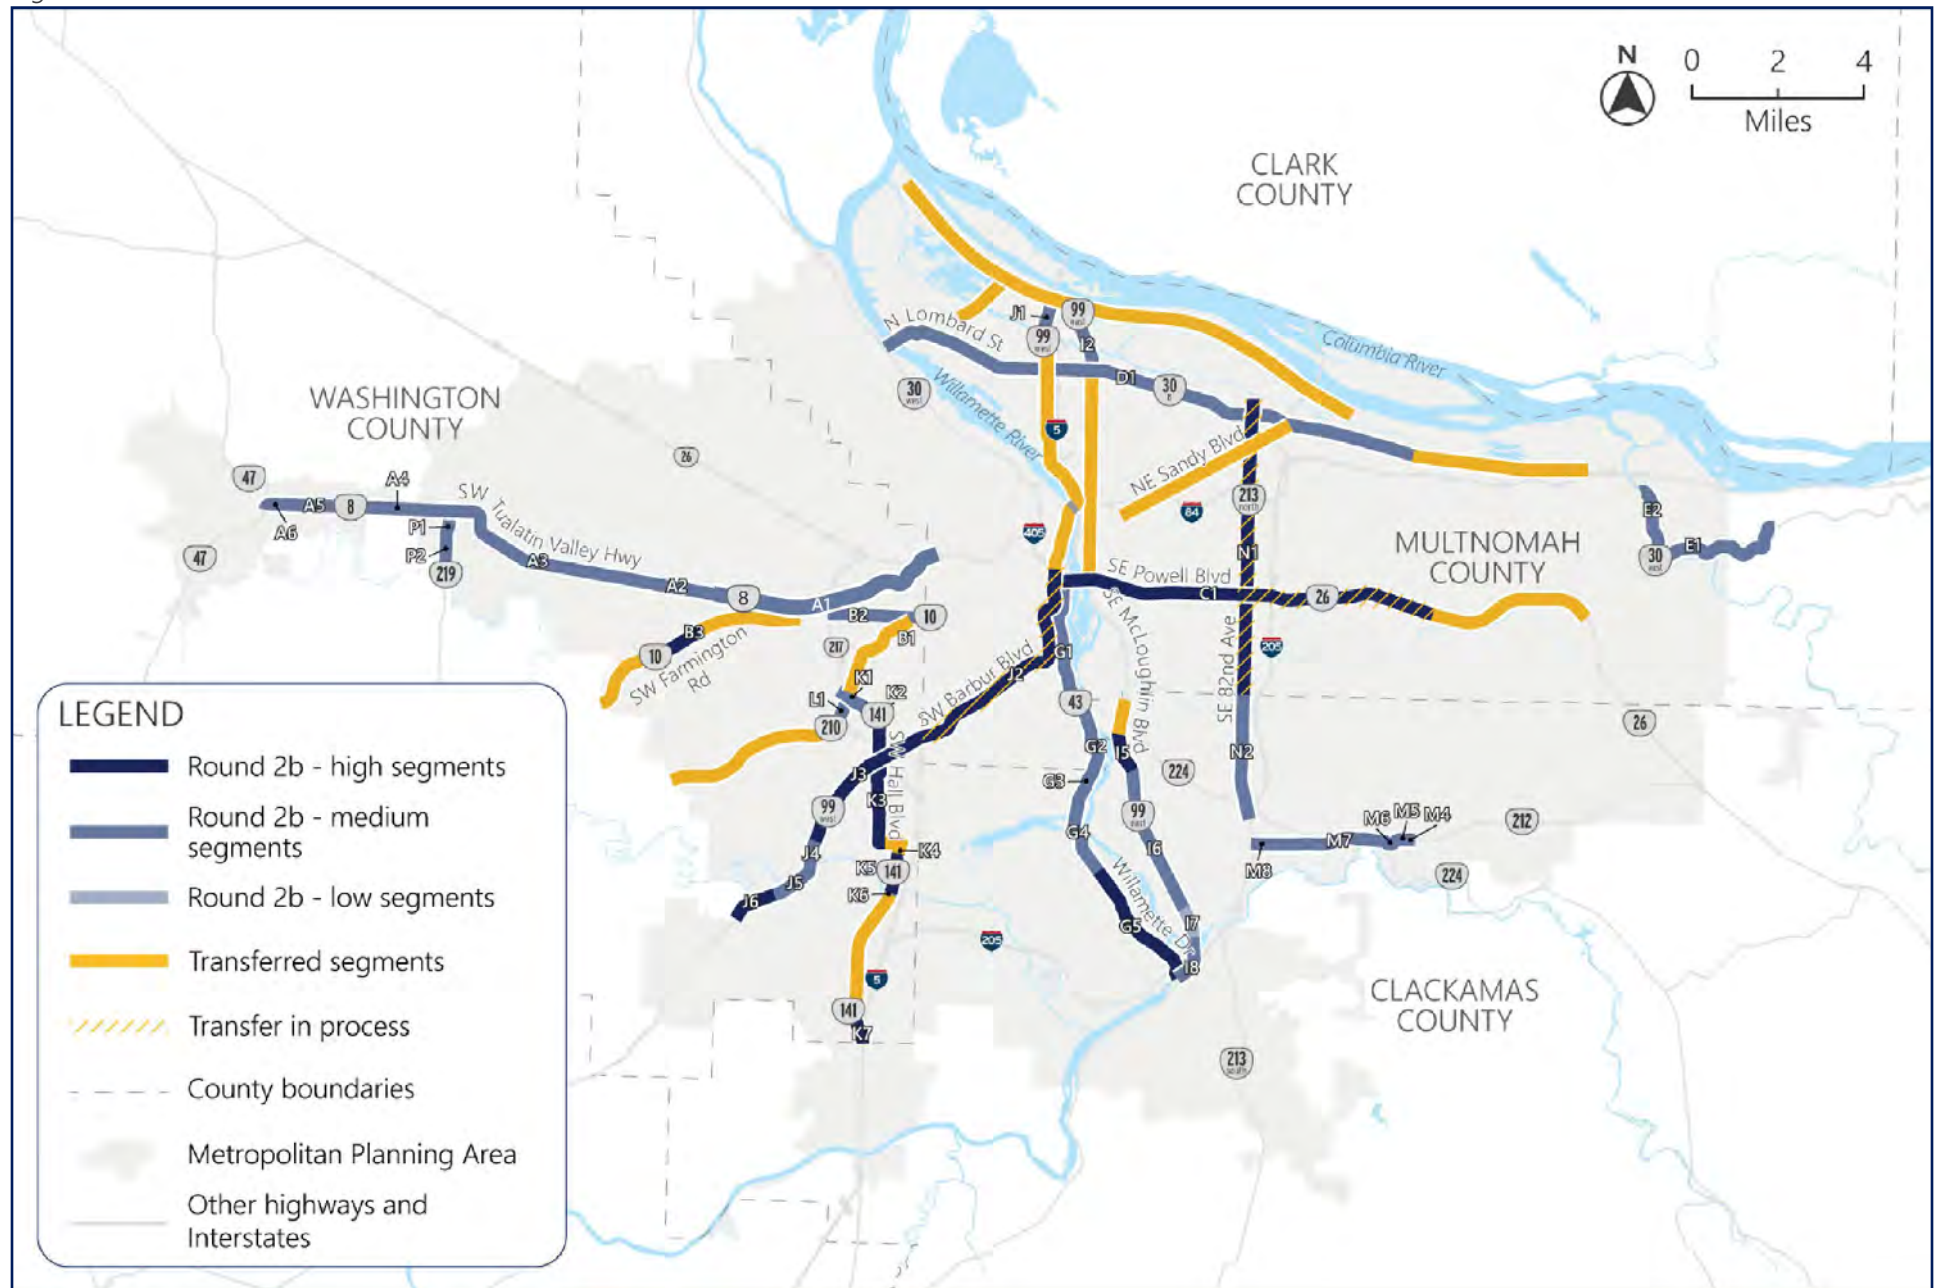 N
0 2 4
Miles
CLARK
COUNTY
J1
99
west
99
west
I2
N Lombard St
D1
30
Columbia River
30
west
Willamette River
WASHINGTON
COUNTY
5
26
NE Sandy Blvd
213
north
84
405
47
A4
A5
8
A6
SW Tualatin Valley Hwy
P1
P2
219
47
A3
A2
8
A1
B2
10
B1
B3
10
SW Farmington
Rd
217
N1
MULTNOMAH
COUNTY
E2
E1
30
west
SE Powell Blvd
C1
26
SE McLoughlin Blvd
SE 82nd Ave
205
26
G1
J2
SW Barbur Blvd
K1
K2
L1
141
210
43
G2
G3
G4
G5
I5
224
99
west
I6
I7
I8
Willamette Dr
N2
M8
M7
M6
M5
M4
212
224
J3
K3
SW Hall Blvd
99
west
J4
J5
J6
K4
K5
141
K6
205
5
141
K7
213
south
CLACKAMAS
COUNTY
LEGEND
Round 2b - high segments
Round 2b - medium
segments
Round 2b - low segments
Transferred segments
Transfer in process
County boundaries
Metropolitan Planning Area
Other highways and
Interstates